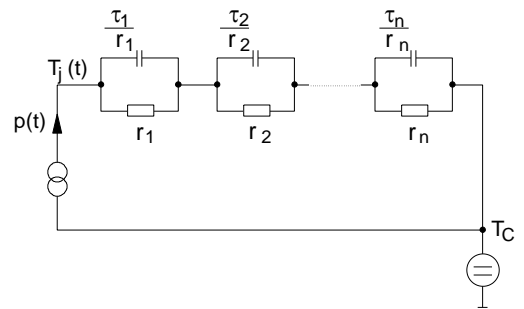 τ1 τ2 τn
r1 r2 rn
Tj (t)
r1 r2 rn
p(t)
TC